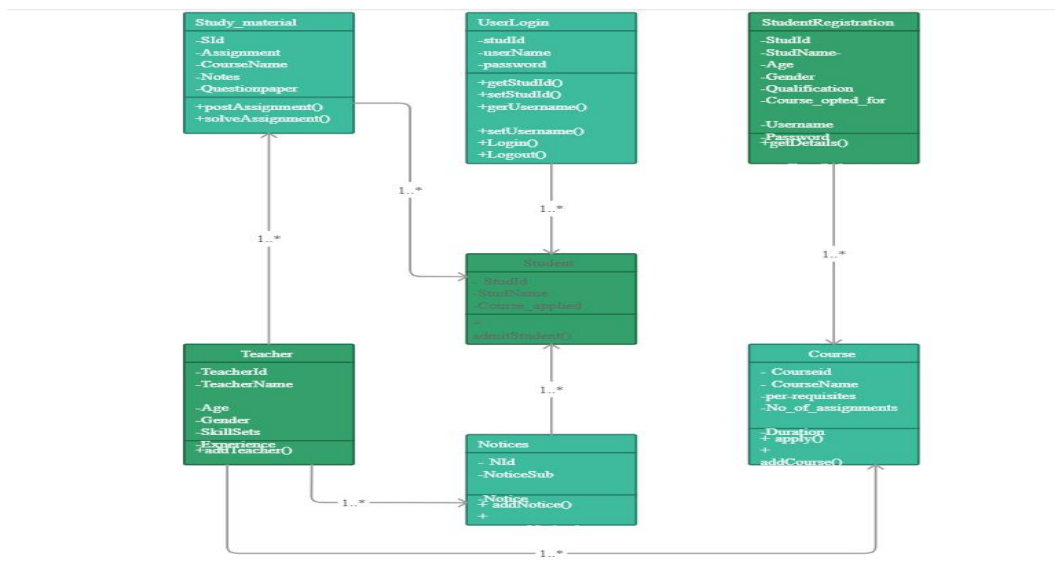 Study_material
-SId
-Assignment
-CourseName
-Notes
-Questionpaper
+postAssignment()
+solveAssignment()
UserLogin
-studId
-userName
-password
+getStudId()
+setStudId()
+gerUsername()
+setUsername()
+Login()
+Logout()
StudentRegistration
-StudId
-StudName-
-Age
-Gender
-Qualification
-Course_opted_for
-Username
-Password
+getDetails()
1..*
1..*
1..*
1..*
Student
- StudId
-StudName
-Course_applied
+
admitStudent()
Teacher
-TeacherId
-TeacherName
-Age
-Gender
-SkillSets
-Experience
+addTeacher()
1..*
Course
- Courseid
- CourseName
-per-requisites
-No_of_assignments
-Duration
+ apply()
+
addCourse()
Notices
- NId
-NoticeSub
-Notice
+ addNotice()
+
1..*
1..*